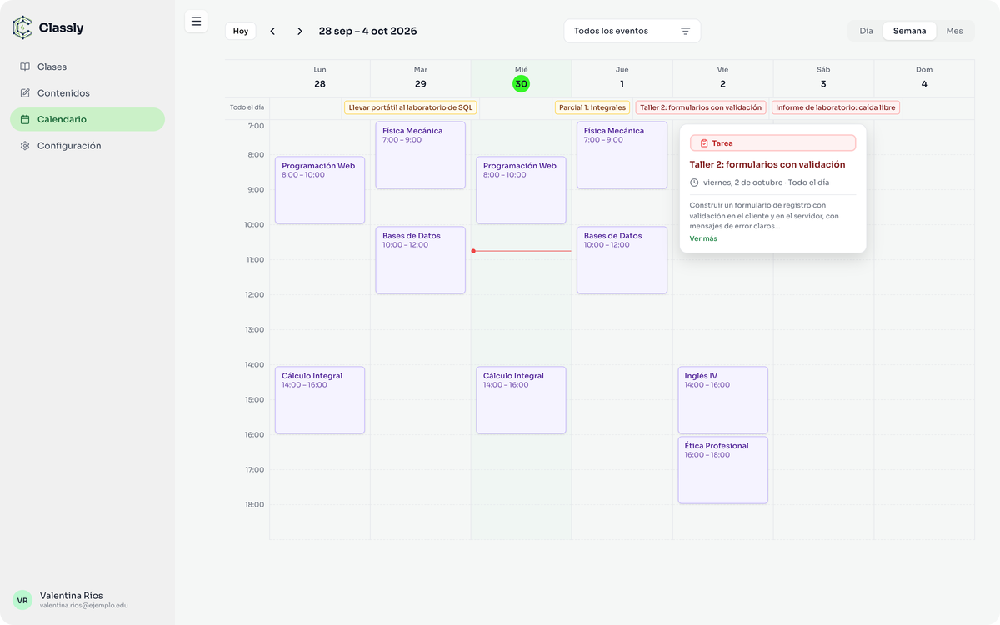 Classly
Clases
Contenidos
Calendario
Configuración
VR
Valentina Ríos
valentina.rios@ejemplo.edu
Hoy
28 sep – 4 oct 2026
Todos los eventos
Día
Semana
Mes
Lun
28
Mar
29
Mié
30
Jue
1
Vie
2
Sáb
3
Dom
4
Todo el día
Llevar portátil al laboratorio de SQL
Parcial 1: integrales
Taller 2: formularios con validación
Informe de laboratorio: caída libre
7:00
8:00
9:00
10:00
11:00
12:00
13:00
14:00
15:00
16:00
17:00
18:00
Programación Web
8:00 – 10:00
Cálculo Integral
14:00 – 16:00
Física Mecánica
7:00 – 9:00
Bases de Datos
10:00 – 12:00
Programación Web
8:00 – 10:00
Cálculo Integral
14:00 – 16:00
Física Mecánica
7:00 – 9:00
Bases de Datos
10:00 – 12:00
Tarea
Taller 2: formularios con validación
viernes, 2 de octubre · Todo el día
Construir un formulario de registro con
validación en el cliente y en el servidor, con
mensajes de error claros...
Ver más
Inglés IV
14:00 – 16:00
Ética Profesional
16:00 – 18:00